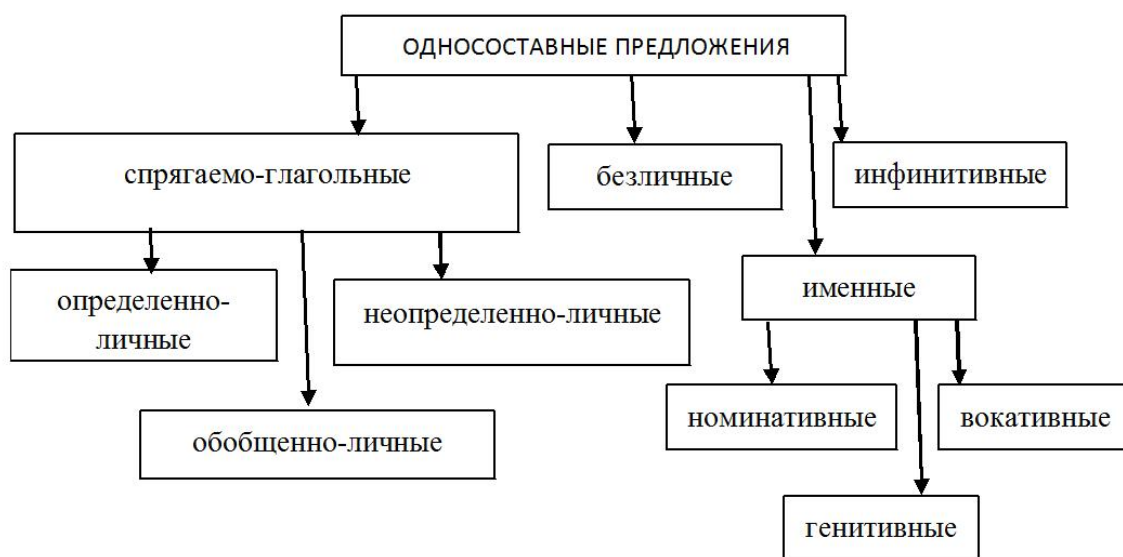 ОДНОСОСТАВНЫЕ ПРЕДЛОЖЕНИЯ
спрягаемо-глагольные
безличные
инфинитивные
определенно-
личные
неопределенно-личные
именные
обобщенно-личные
номинативные
вокативные
генитивные